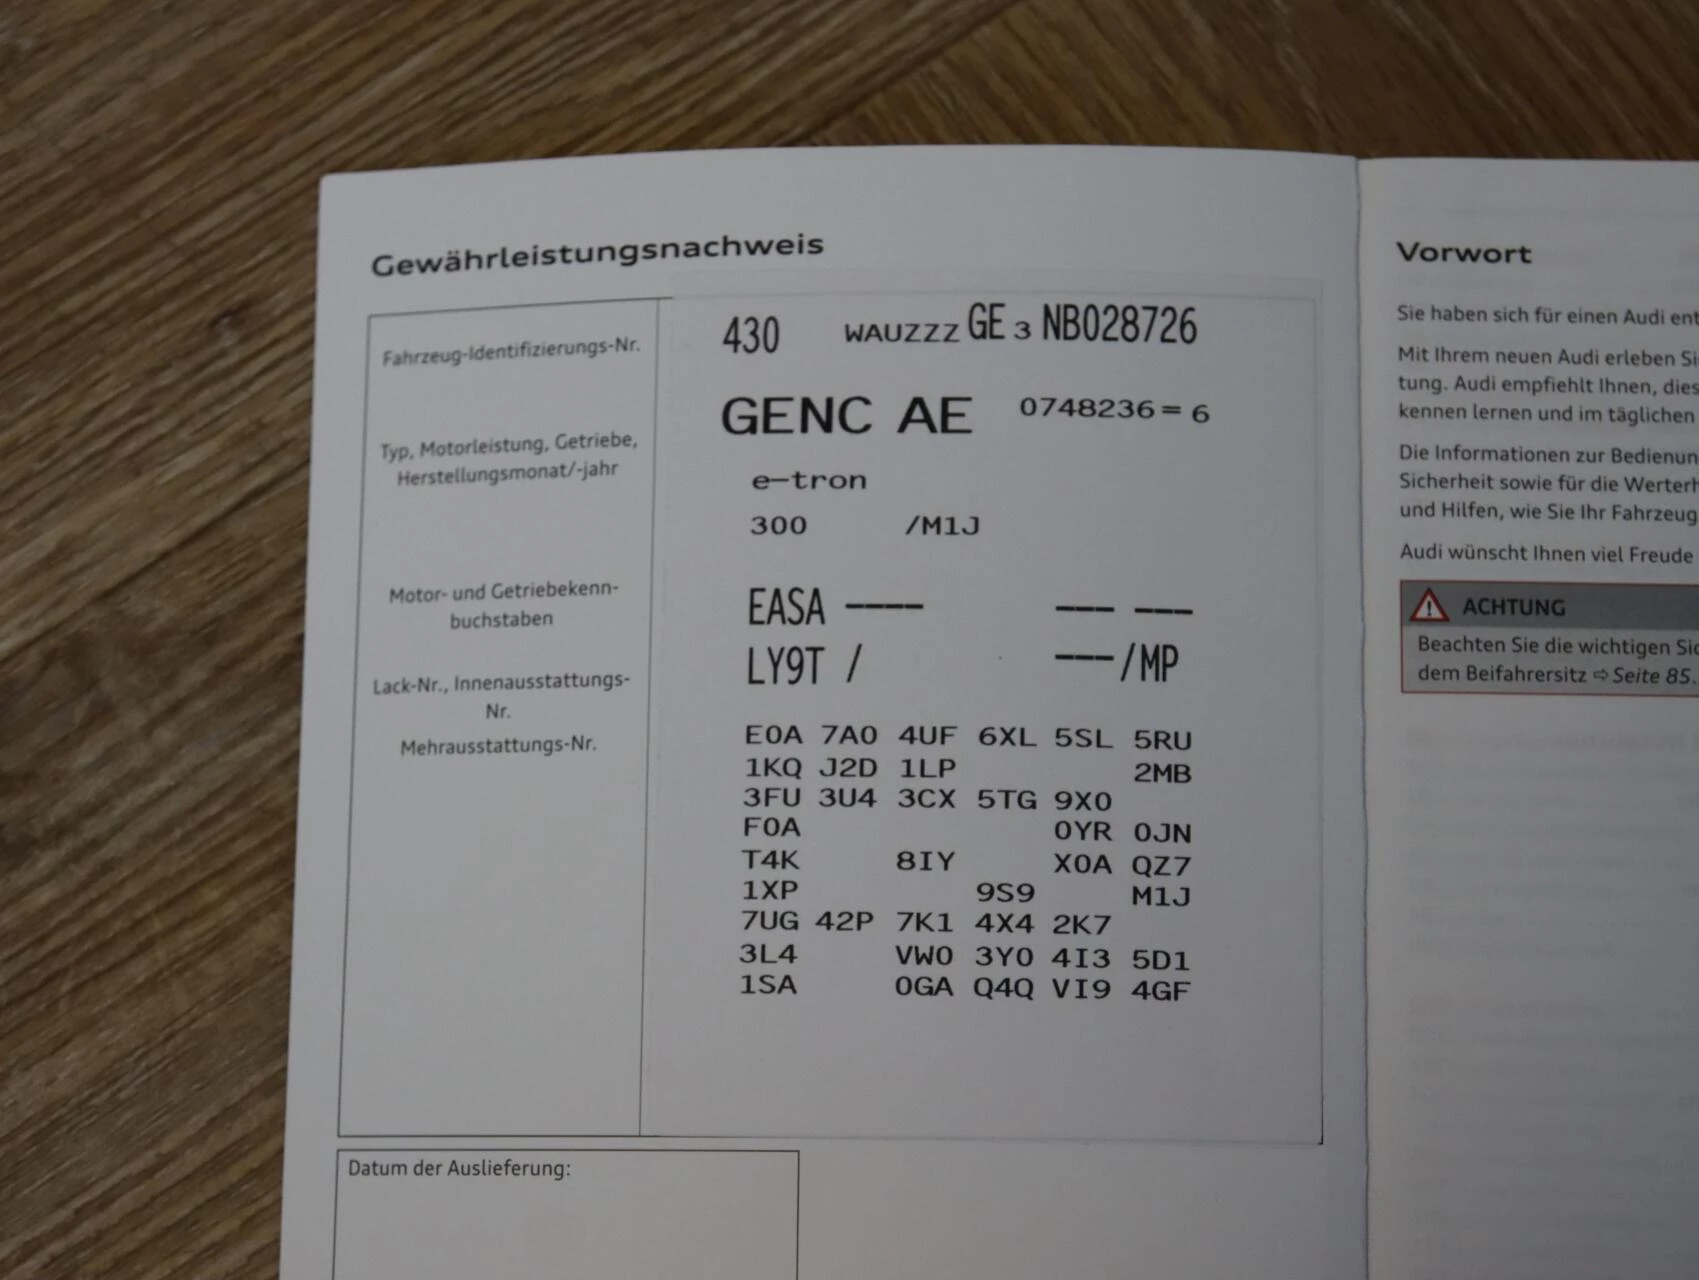 Gewährleistungsnachweis
Fahrzeug-Identifizierungs-Nr.
430 WAUZZZ GE 3 NB028726
GENC AE 0748236=6
Typ, Motorleistung, Getriebe,
Herstellungsmonat/-jahr
e-tron
300 /M1J
Motor- und Getriebekenn-
buchstaben
EASA ---- --- ---
LY9T / ---/MP
Lack-Nr., Innenausstattungs-
Nr.
Mehrausstattungs-Nr.
E0A 7A0 4UF 6XL 5SL 5RU
1KQ J2D 1LP 2MB
3FU 3U4 3CX 5TG 9X0
F0A 0YR 0JN
T4K 8IY X0A QZ7
1XP 9S9 M1J
7UG 42P 7K1 4X4 2K7
3L4 VW0 3Y0 4I3 5D1
1SA 0GA Q4Q VI9 4GF
Datum der Auslieferung:
Vorwort
Sie haben sich für einen Audi ent
Mit Ihrem neuen Audi erleben Si
tung. Audi empfiehlt Ihnen, dies
kennen lernen und im täglichen
Die Informationen zur Bedienun
Sicherheit sowie für die Werterh
und Hilfen, wie Sie Ihr Fahrzeug
Audi wünscht Ihnen viel Freude
ACHTUNG
Beachten Sie die wichtigen Sic
dem Beifahrersitz ⇨ Seite 85.